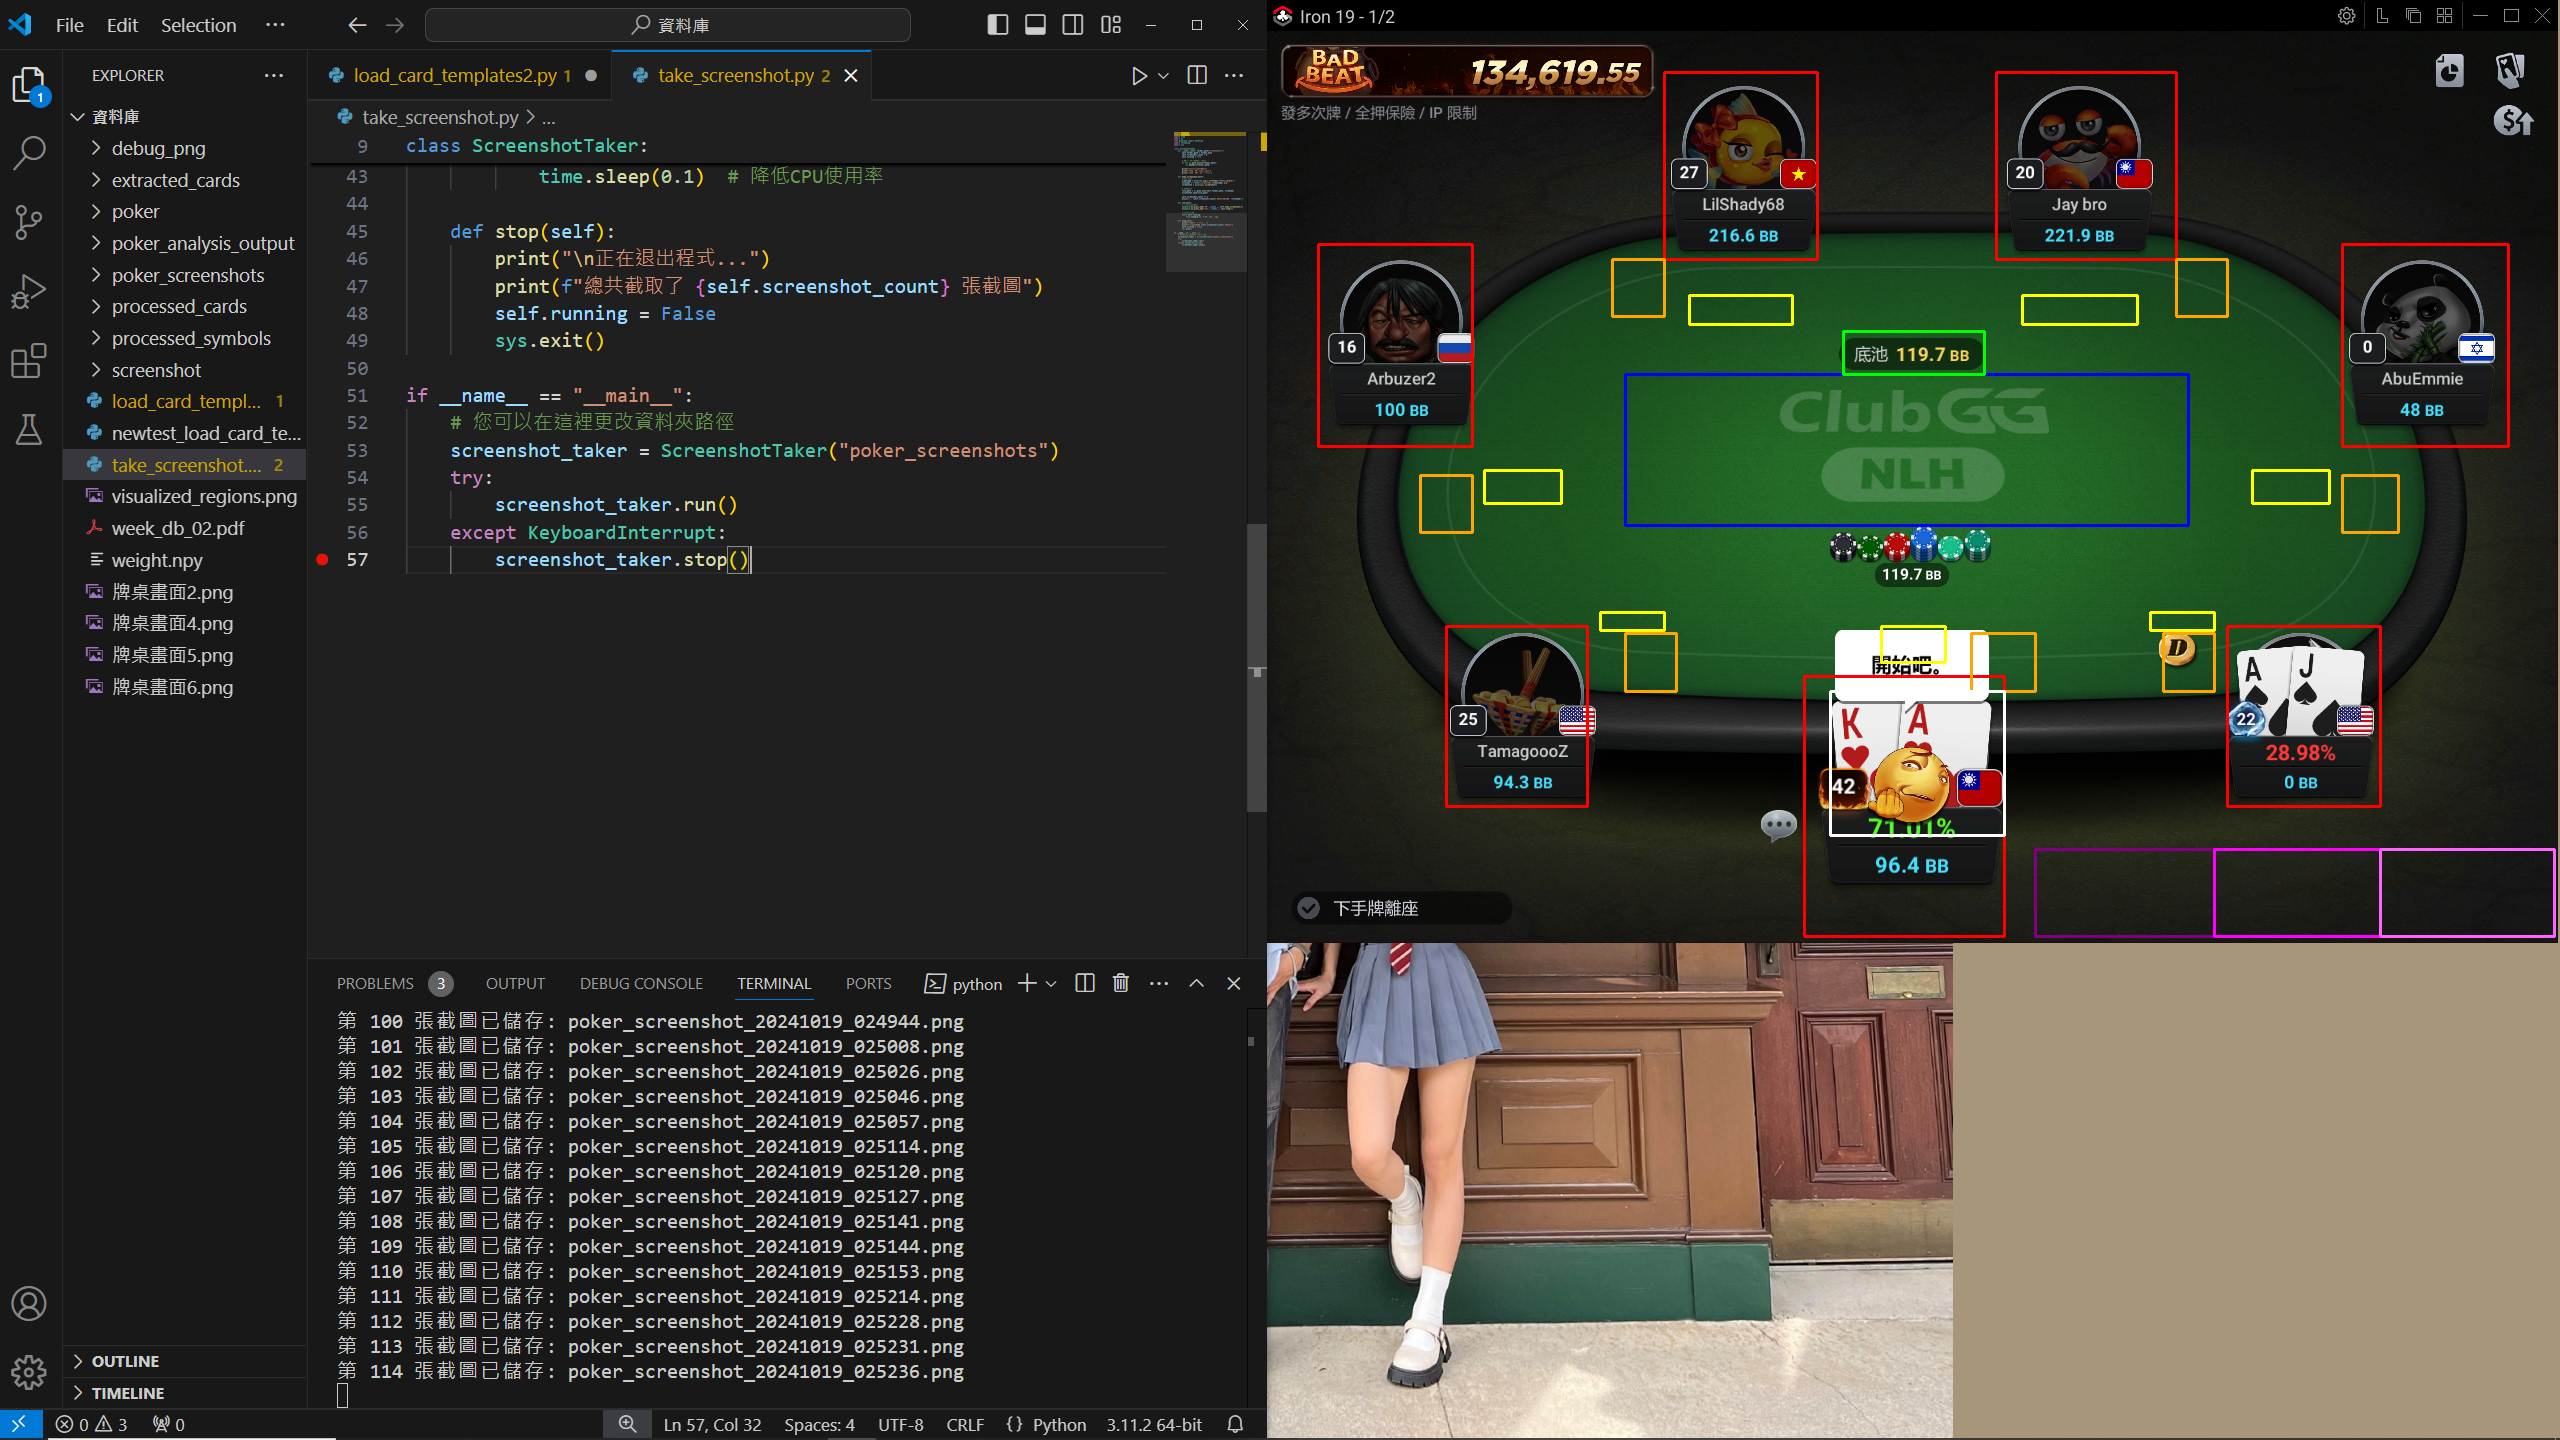 File Edit Selection ···
資料庫
EXPLORER ···
資料庫
debug_png
extracted_cards
poker
poker_analysis_output
poker_screenshots
processed_cards
processed_symbols
screenshot
load_card_templ... 1
newtest_load_card_te...
take_screenshot.... 2
visualized_regions.png
week_db_02.pdf
weight.npy
牌桌畫面2.png
牌桌畫面4.png
牌桌畫面5.png
牌桌畫面6.png
OUTLINE
TIMELINE
1
load_card_templates2.py 1
take_screenshot.py 2
take_screenshot.py > ...
9 class ScreenshotTaker:
43 time.sleep(0.1) # 降低CPU使用率
44
45 def stop(self):
46 print("\n正在退出程式...")
47 print(f"總共截取了 {self.screenshot_count} 張截圖")
48 self.running = False
49 sys.exit()
50
51 if __name__ == "__main__":
52 # 您可以在這裡更改資料夾路徑
53 screenshot_taker = ScreenshotTaker("poker_screenshots")
54 try:
55 screenshot_taker.run()
56 except KeyboardInterrupt:
57 screenshot_taker.stop()
PROBLEMS 3 OUTPUT DEBUG CONSOLE TERMINAL PORTS python
第 100 張截圖已儲存: poker_screenshot_20241019_024944.png
第 101 張截圖已儲存: poker_screenshot_20241019_025008.png
第 102 張截圖已儲存: poker_screenshot_20241019_025026.png
第 103 張截圖已儲存: poker_screenshot_20241019_025046.png
第 104 張截圖已儲存: poker_screenshot_20241019_025057.png
第 105 張截圖已儲存: poker_screenshot_20241019_025114.png
第 106 張截圖已儲存: poker_screenshot_20241019_025120.png
第 107 張截圖已儲存: poker_screenshot_20241019_025127.png
第 108 張截圖已儲存: poker_screenshot_20241019_025141.png
第 109 張截圖已儲存: poker_screenshot_20241019_025144.png
第 110 張截圖已儲存: poker_screenshot_20241019_025153.png
第 111 張截圖已儲存: poker_screenshot_20241019_025214.png
第 112 張截圖已儲存: poker_screenshot_20241019_025228.png
第 113 張截圖已儲存: poker_screenshot_20241019_025231.png
第 114 張截圖已儲存: poker_screenshot_20241019_025236.png
0 3 0 Ln 57, Col 32 Spaces: 4 UTF-8 CRLF {} Python 3.11.2 64-bit
Iron 19 - 1/2
BAD BEAT 134,619.55
發多次牌 / 全押保險 / IP 限制
27
LilShady68
216.6 BB
20
Jay bro
221.9 BB
16
Arbuzer2
100 BB
0
AbuEmmie
48 BB
底池 119.7 BB
ClubGG
NLH
119.7 BB
25
TamagoooZ
94.3 BB
開始吧。
K A
42
71.01%
96.4 BB
D
A J
22
28.98%
0 BB
下手牌離座